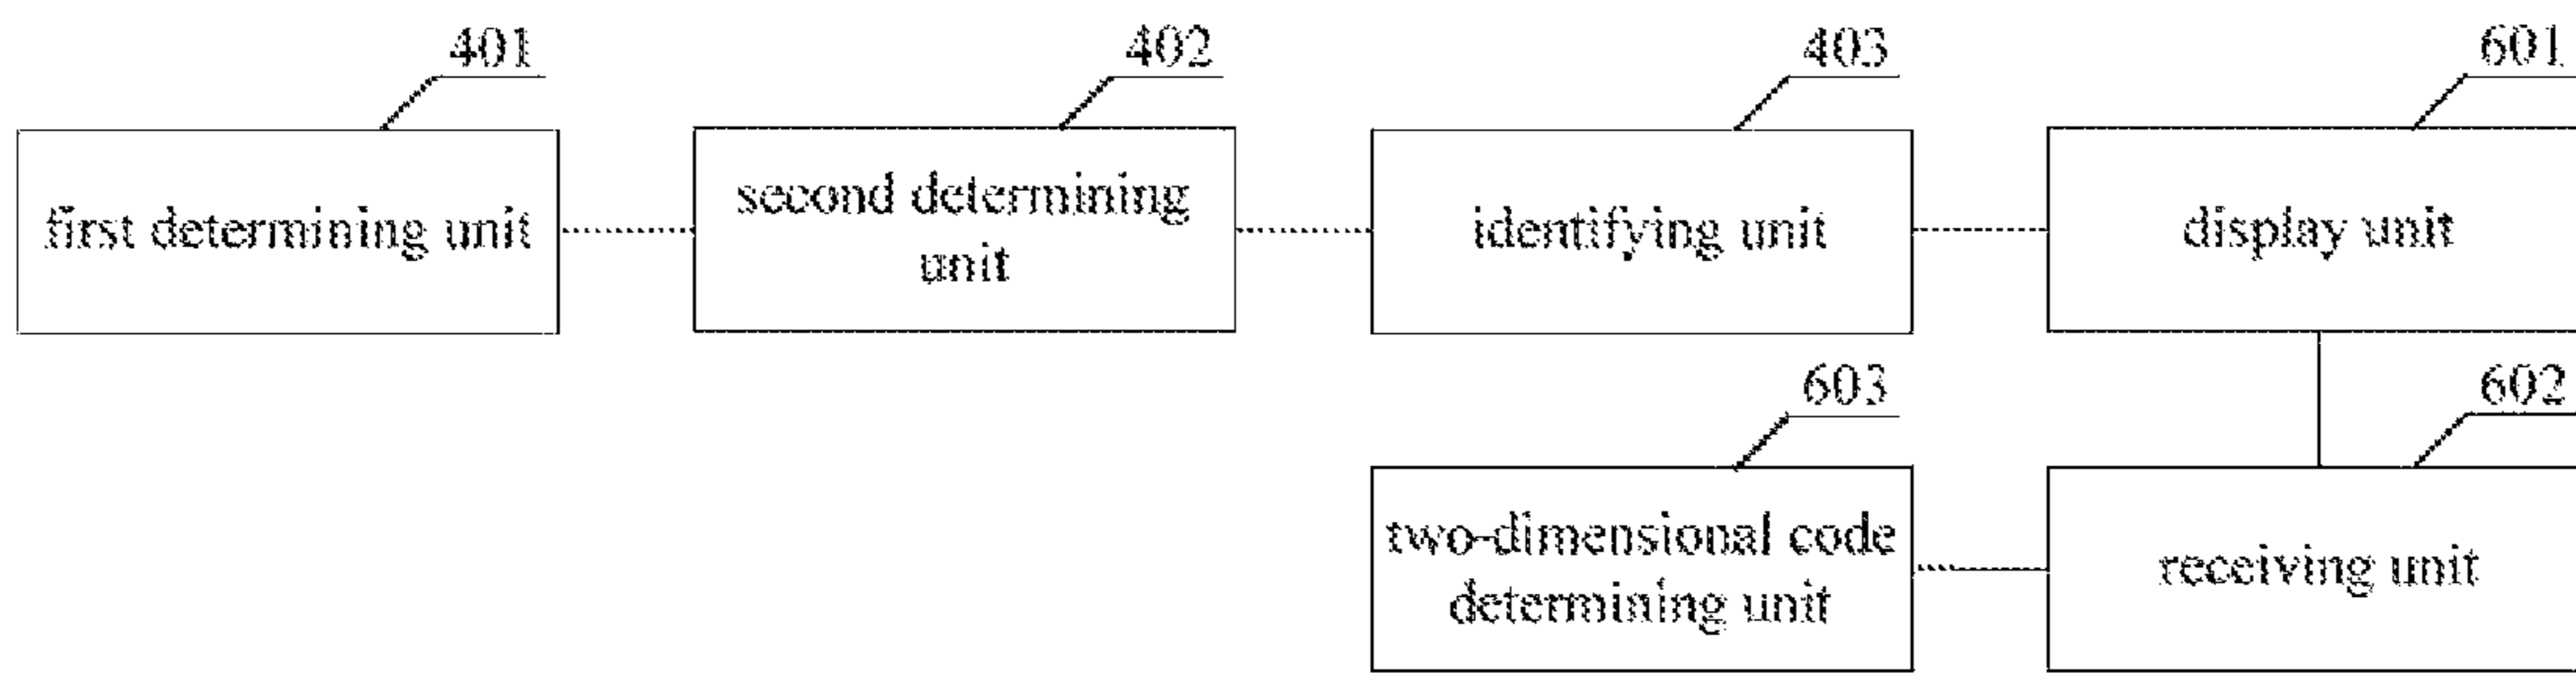 401
402
403
601
first determining unit
second determining
unit
identifying unit
display unit
603
602
two-dimensional code
determining unit
receiving unit